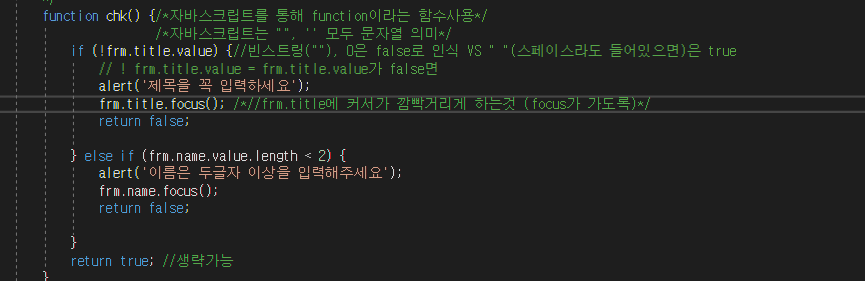 function chk() {/*자바스크립트를 통해 function이라는 함수사용*/
/*자바스크립트는 "", '' 모두 문자열 의미*/
if (!frm.title.value) {//빈스트링(""), 0은 false로 인식 VS " "(스페이스라도 들어있으면)은 true
// ! frm.title.value = frm.title.value가 false면
alert('제목을 꼭 입력하세요');
frm.title.focus(); /*//frm.title에 커서가 깜빡거리게 하는것 (focus가 가도록)*/
return false;
} else if (frm.name.value.length < 2) {
alert('이름은 두글자 이상을 입력해주세요');
frm.name.focus();
return false;
}
return true; //생략가능
}